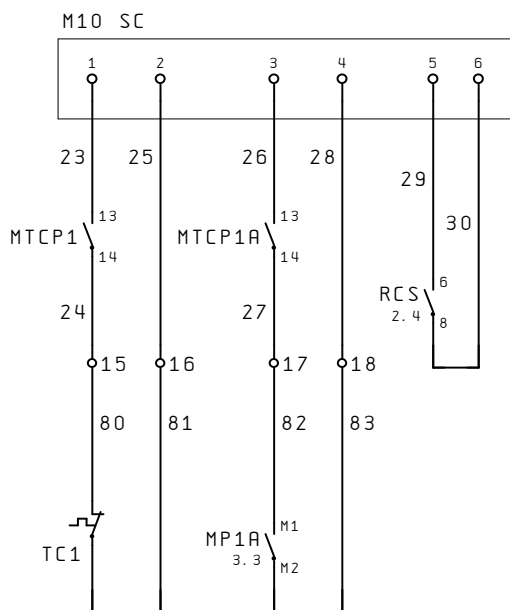 M10 SC
1 2 3 4 5 6
23 25 26 28 29 30
MTCP1 13 14
MTCP1A 13 14
RCS 6
2.4 8
24 27
15 16 17 18
80 81 82 83
TC1
MP1A M1
3.3 M2